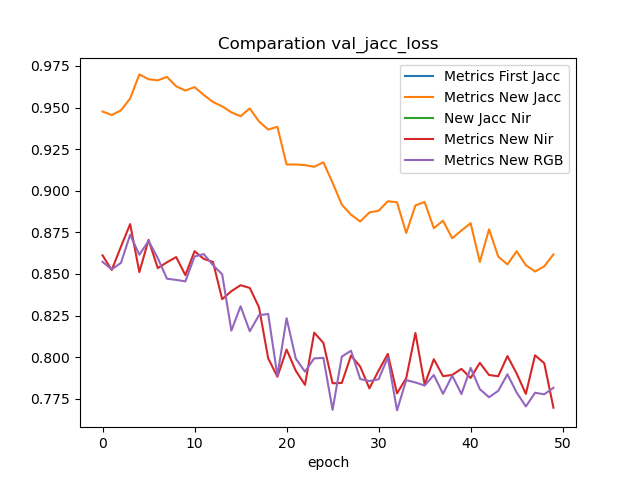 Comparation val_jacc_loss
0.975
0.950
0.925
0.900
0.875
0.850
0.825
0.800
0.775
Metrics First Jacc
Metrics New Jacc
New Jacc Nir
Metrics New Nir
Metrics New RGB
0 10 20 30 40 50
epoch